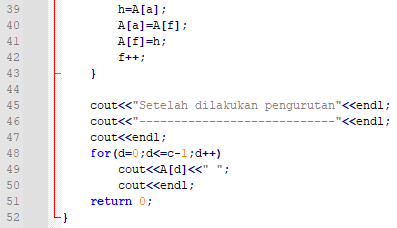 39 h=A[a];
40 A[a]=A[f];
41 A[f]=h;
42 f++;
43 }
44
45 cout<<"Setelah dilakukan pengurutan"<<endl;
46 cout<<"----------------------------"<<endl;
47 cout<<endl;
48 for(d=0;d<=c-1;d++)
49 cout<<A[d]<<" ";
50 cout<<endl;
51 return 0;
52 }